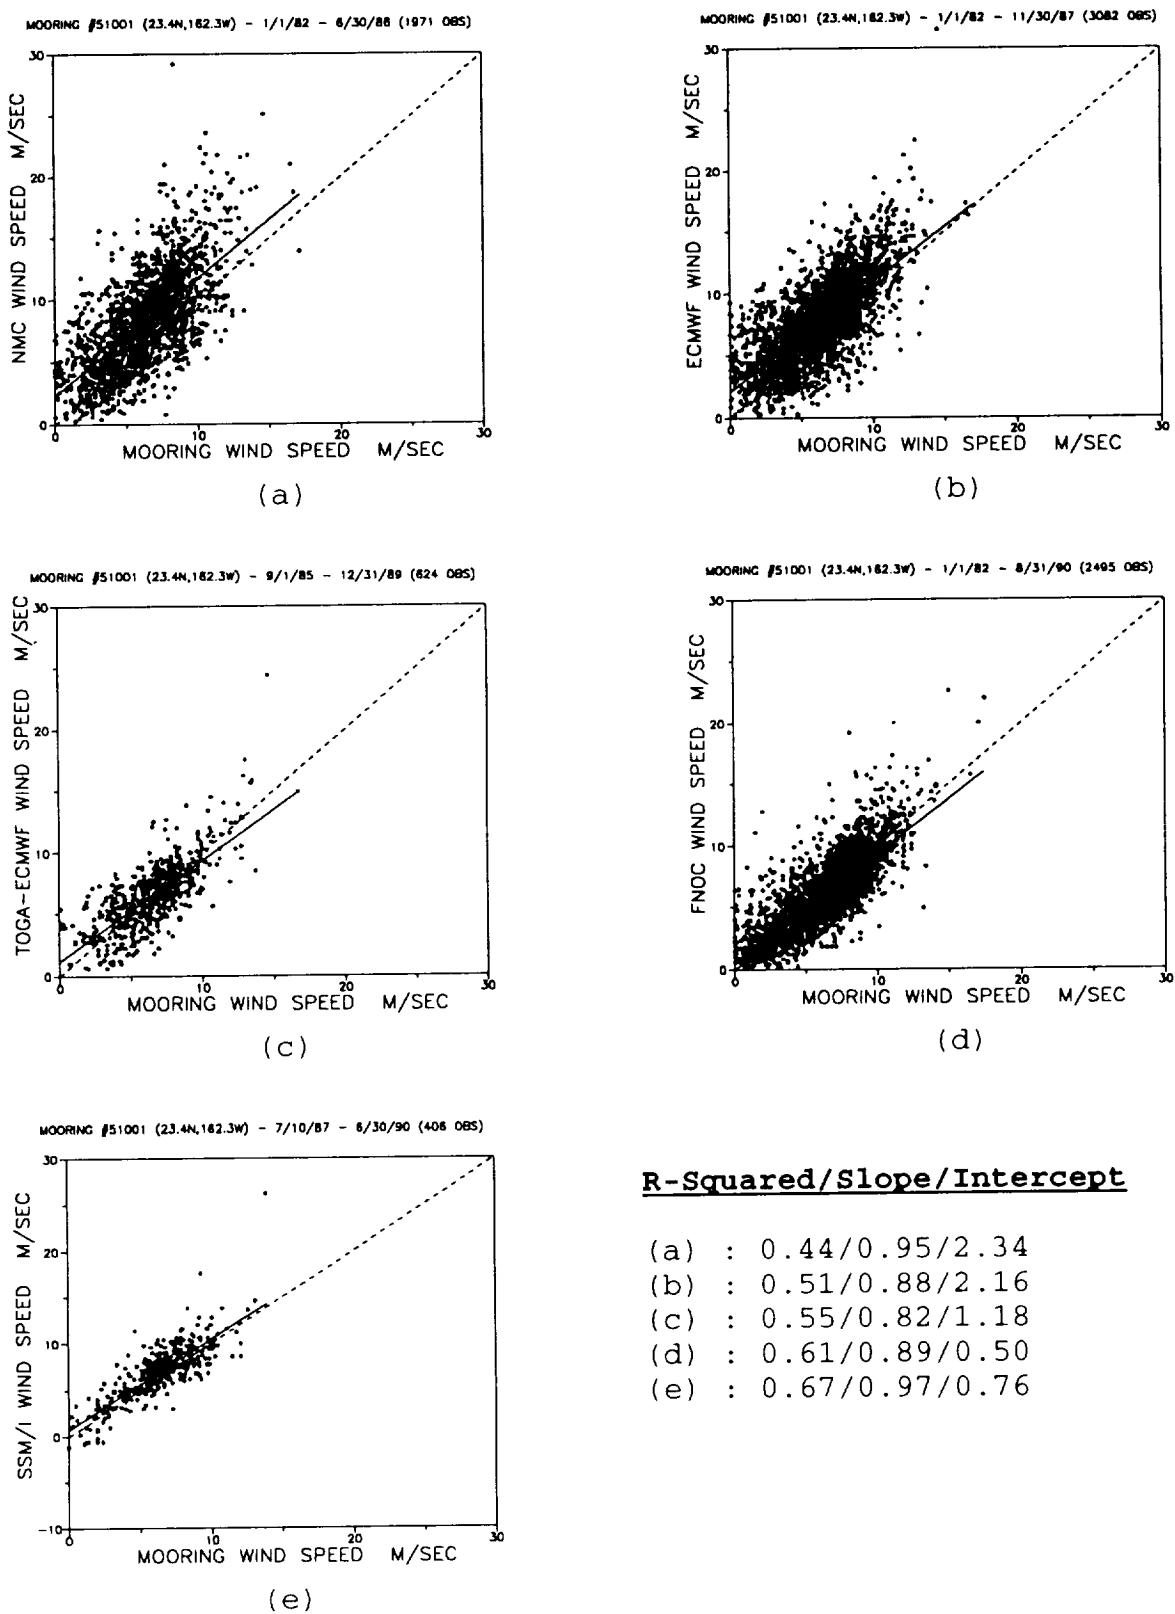 MOORING #51001 (23.4N,162.3W) - 1/1/82 - 6/30/86 (1971 OBS)
30
20
10
0
NMC WIND SPEED M/SEC
0 10 20 30
MOORING WIND SPEED M/SEC
(a)
MOORING #51001 (23.4N,162.3W) - 1/1/82 - 11/30/87 (3082 OBS)
30
20
10
0
ECMWF WIND SPEED M/SEC
0 10 20 30
MOORING WIND SPEED M/SEC
(b)
MOORING #51001 (23.4N,162.3W) - 9/1/85 - 12/31/89 (624 OBS)
30
20
10
0
TOGA-ECMWF WIND SPEED M/SEC
0 10 20 30
MOORING WIND SPEED M/SEC
(c)
MOORING #51001 (23.4N,162.3W) - 1/1/82 - 8/31/90 (2495 OBS)
30
20
10
0
FNOC WIND SPEED M/SEC
0 10 20 30
MOORING WIND SPEED M/SEC
(d)
MOORING #51001 (23.4N,162.3W) - 7/10/87 - 6/30/90 (406 OBS)
30
20
10
0
-10
SSM/I WIND SPEED M/SEC
0 10 20 30
MOORING WIND SPEED M/SEC
(e)
R-Squared/Slope/Intercept
(a) : 0.44/0.95/2.34
(b) : 0.51/0.88/2.16
(c) : 0.55/0.82/1.18
(d) : 0.61/0.89/0.50
(e) : 0.67/0.97/0.76